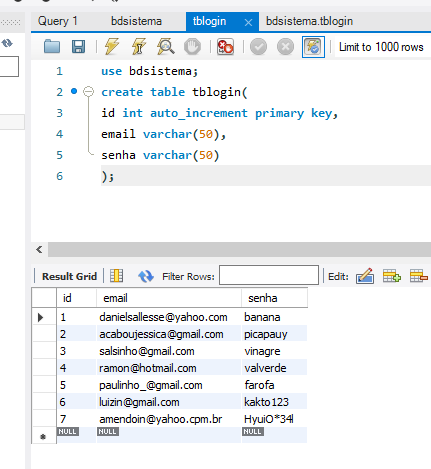 Query 1 bdsistema tblogin bdsistema.tblogin
Limit to 1000 rows
1 use bdsistema;
2 create table tblogin(
3 id int auto_increment primary key,
4 email varchar(50),
5 senha varchar(50)
6 );
Result Grid Filter Rows: Edit:
id email senha
1 danielsallesse@yahoo.com banana
2 acaboujessica@gmail.com picapauy
3 salsinho@gmail.com vinagre
4 ramon@hotmail.com valverde
5 paulinho_@gmail.com farofa
6 luizin@gmail.com kakto123
7 amendoin@yahoo.cpm.br HyuiO*34l
NULL NULL NULL